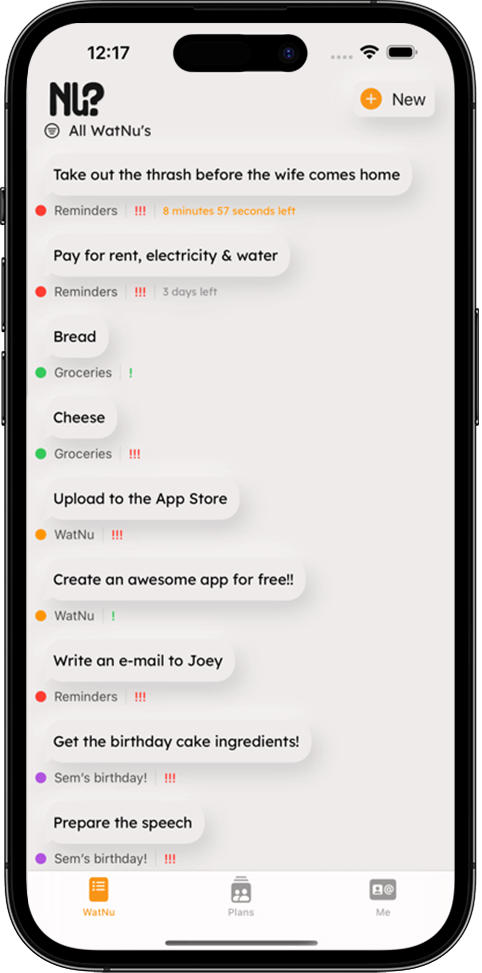 12:17
NU?
New
All WatNu's
Take out the thrash before the wife comes home
Reminders !!! 8 minutes 57 seconds left
Pay for rent, electricity & water
Reminders !!! 3 days left
Bread
Groceries !
Cheese
Groceries !!!
Upload to the App Store
WatNu !!!
Create an awesome app for free!!
WatNu !
Write an e-mail to Joey
Reminders !!!
Get the birthday cake ingredients!
Sem's birthday! !!!
Prepare the speech
Sem's birthday! !!!
WatNu Plans Me